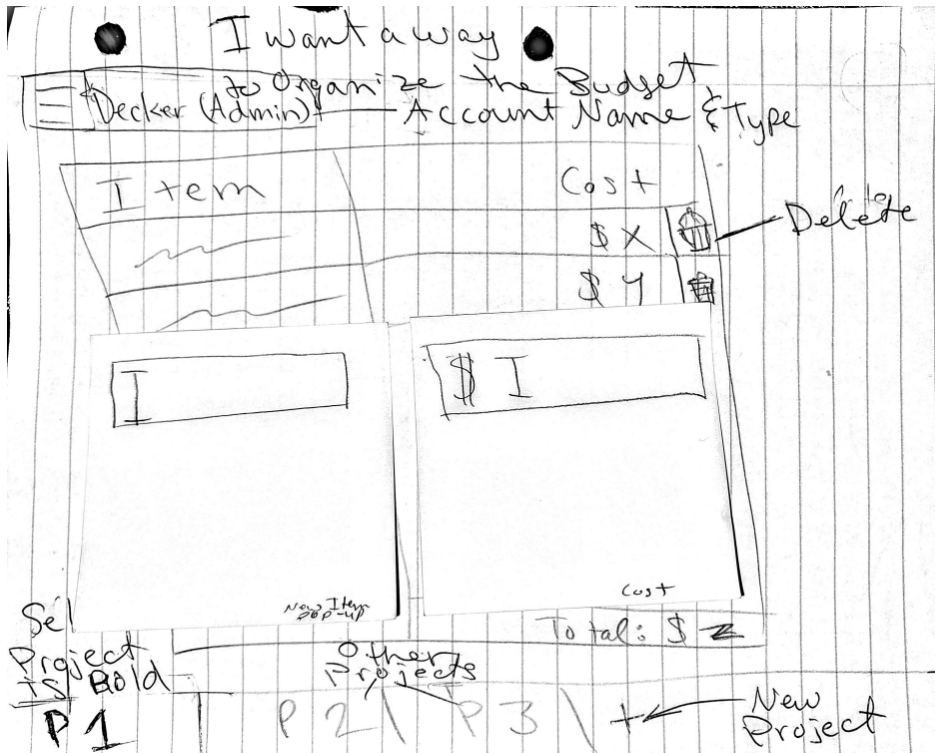 I want a way
to Organize the Budget
Decker (Admin) Account Name & Type
Item Cost
$ X Delete
$ Y
I $ I
New Item
pop-up
Cost
Total: $ Z
Sel
Project
Is Bold
Other
Projects
P1 P2 P3 + New
Project